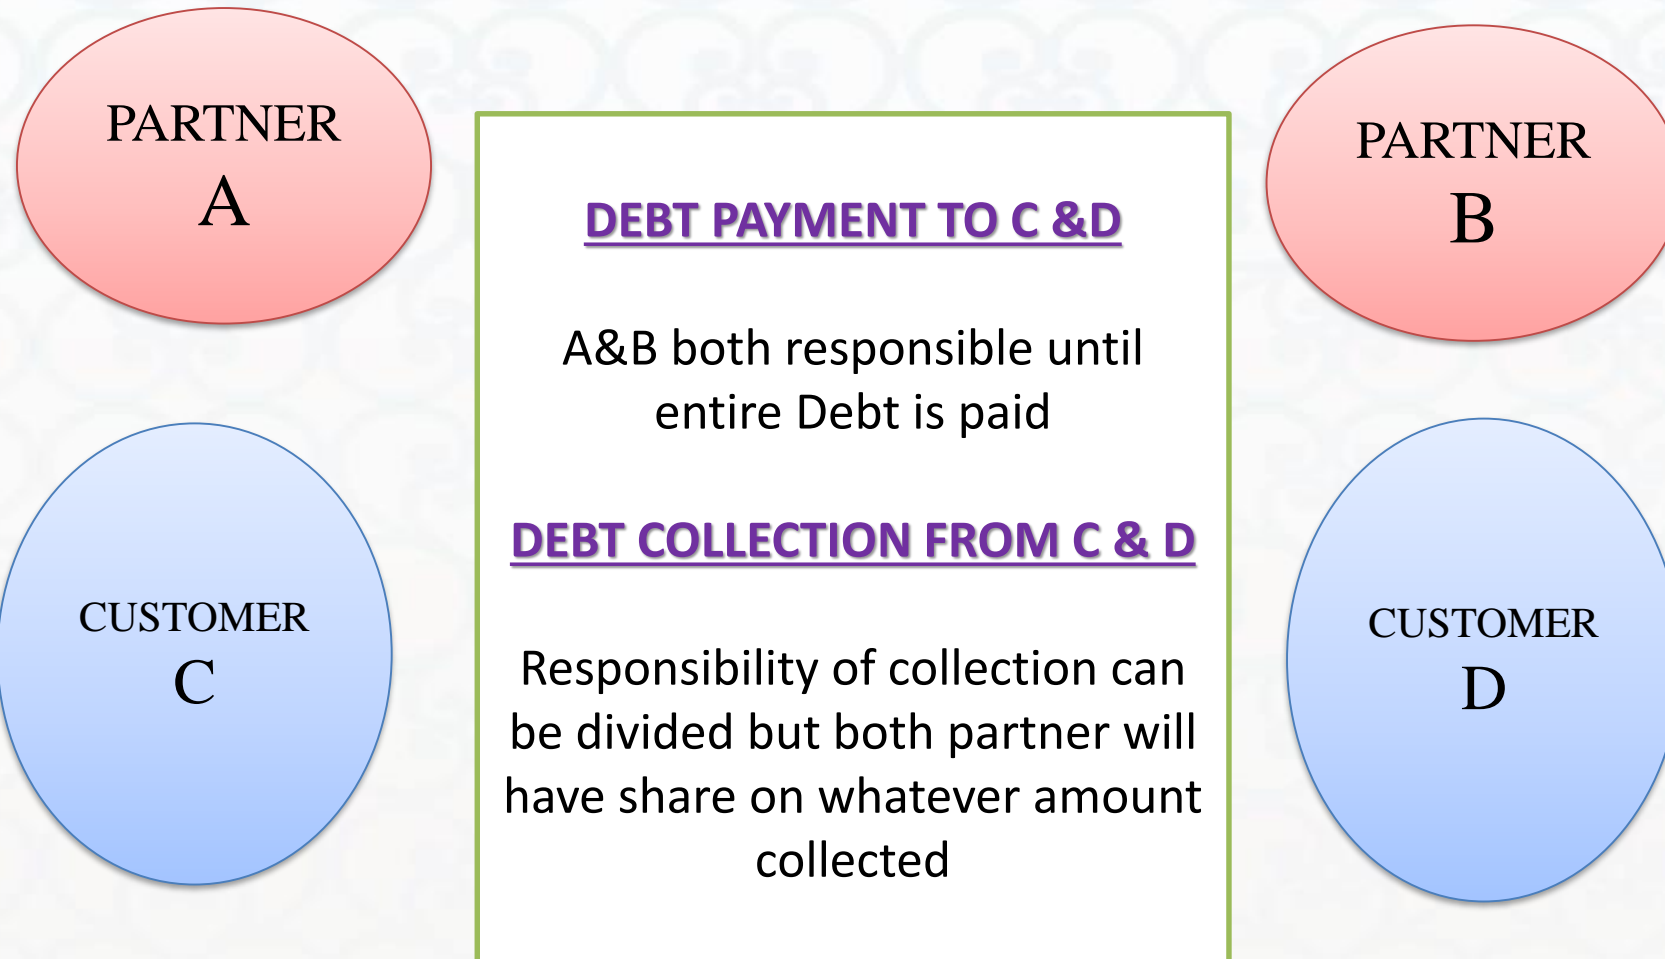 PARTNER
A
PARTNER
B
DEBT PAYMENT TO C &D
A&B both responsible until
entire Debt is paid
DEBT COLLECTION FROM C & D
Responsibility of collection can
be divided but both partner will
have share on whatever amount
collected
CUSTOMER
C
CUSTOMER
D